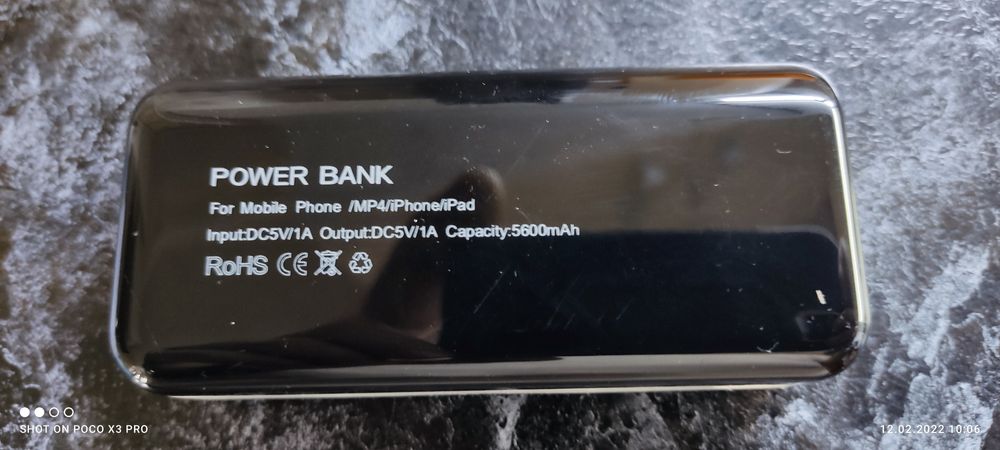 POWER BANK
For Mobile Phone /MP4/iPhone/iPad
Input:DC5V/1A Output:DC5V/1A Capacity:5600mAh
RoHS CE
SHOT ON POCO X3 PRO
12.02.2022 10:06